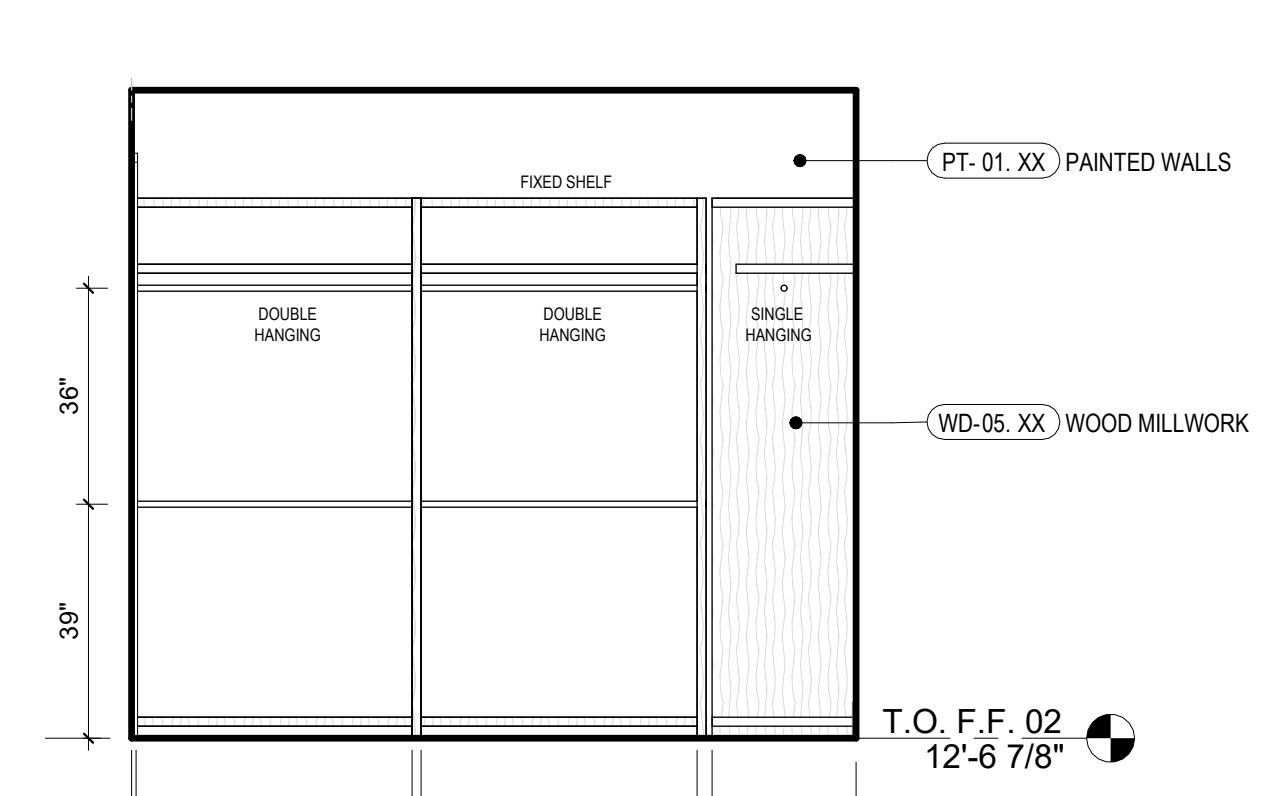 PT- 01. XX PAINTED WALLS
FIXED SHELF
DOUBLE
HANGING
DOUBLE
HANGING
SINGLE
HANGING
36"
WD-05. XX WOOD MILLWORK
39"
T.O. F.F. 02
12'-6 7/8"